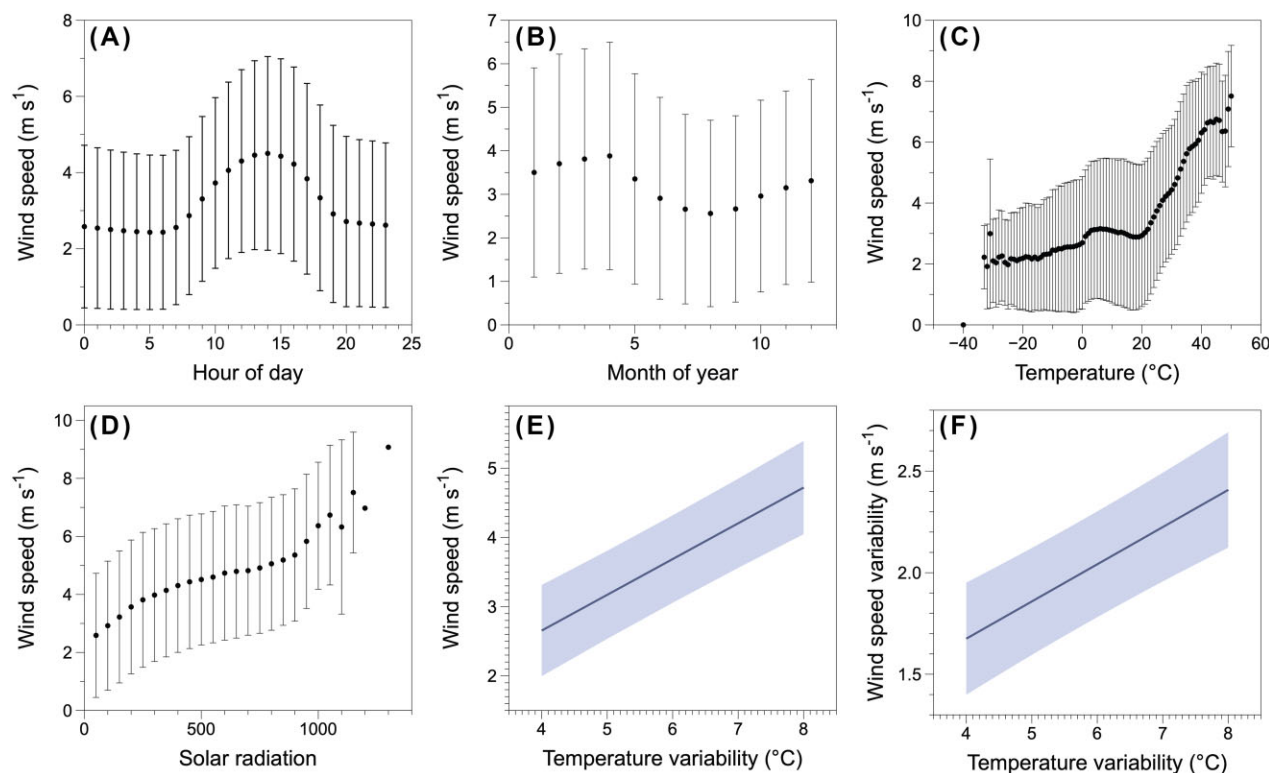 (A)
Wind speed (m s¹)
8
6
4
2
0
0 5 10 15 20 25
Hour of day
(B)
Wind speed (m s¹)
7
6
5
4
3
2
1
0
0 5 10
Month of year
(C)
Wind speed (m s⁻¹)
10
8
6
4
2
0
−40 −20 0 20 40 60
Temperature (°C)
(D)
Wind speed (m s⁻¹)
10
8
6
4
2
0
0 500 1000
Solar radiation
(E)
Wind speed (m s⁻¹)
5
4
3
2
4 5 6 7 8
Temperature variability (°C)
(F)
Wind speed variability (m s⁻¹)
2.5
2.0
1.5
4 5 6 7 8
Temperature variability (°C)